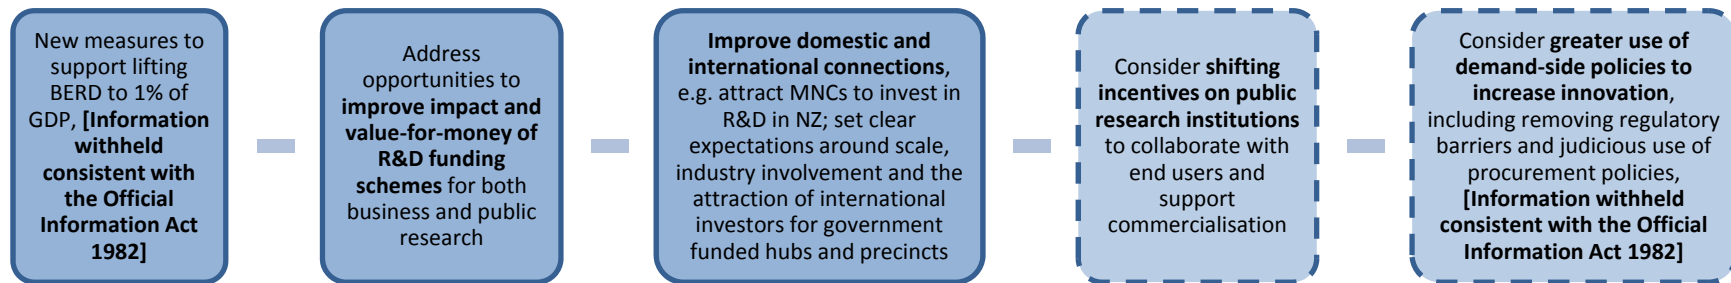 New measures to
support lifting
BERD to 1% of
GDP, [Information
withheld
consistent with
the Official
Information Act
1982]
Address
opportunities to
improve impact and
value-for-money of
R&D funding
schemes for both
business and public
research
Improve domestic and
international connections,
e.g. attract MNCs to invest in
R&D in NZ; set clear
expectations around scale,
industry involvement and the
attraction of international
investors for government
funded hubs and precincts
Consider shifting
incentives on public
research institutions
to collaborate with
end users and
support
commercialisation
Consider greater use of
demand-side policies to
increase innovation,
including removing regulatory
barriers and judicious use of
procurement policies,
[Information withheld
consistent with the Official
Information Act 1982]